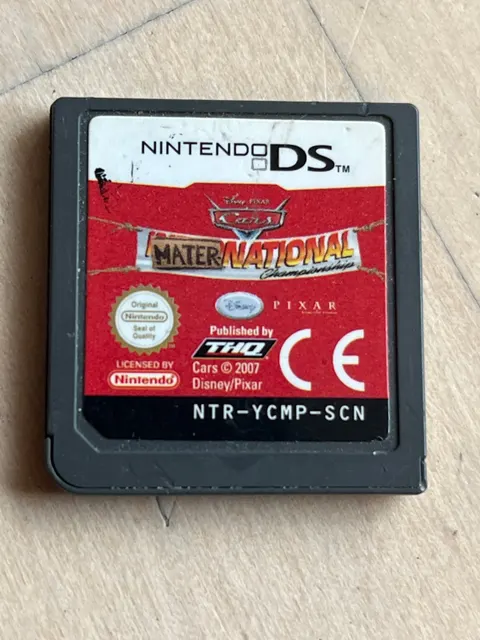 NINTENDO DS™
Disney PIXAR
Cars
MATER-NATIONAL
Championship
Original
Nintendo
Seal of
Quality
Disney PIXAR
Published by
THQ
LICENSED BY
Nintendo
Cars © 2007
Disney/Pixar
CE
NTR-YCMP-SCN